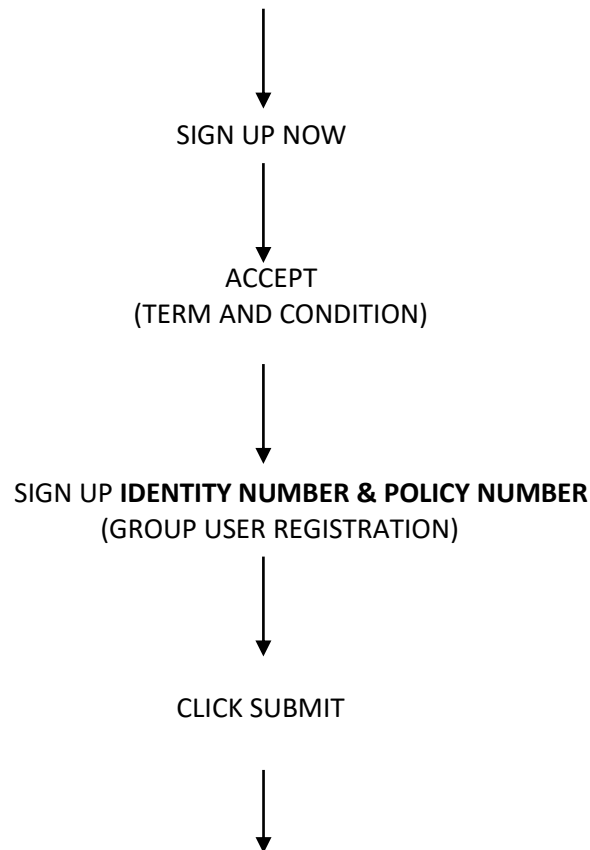 SIGN UP NOW
ACCEPT
(TERM AND CONDITION)
SIGN UP IDENTITY NUMBER & POLICY NUMBER
(GROUP USER REGISTRATION)
CLICK SUBMIT